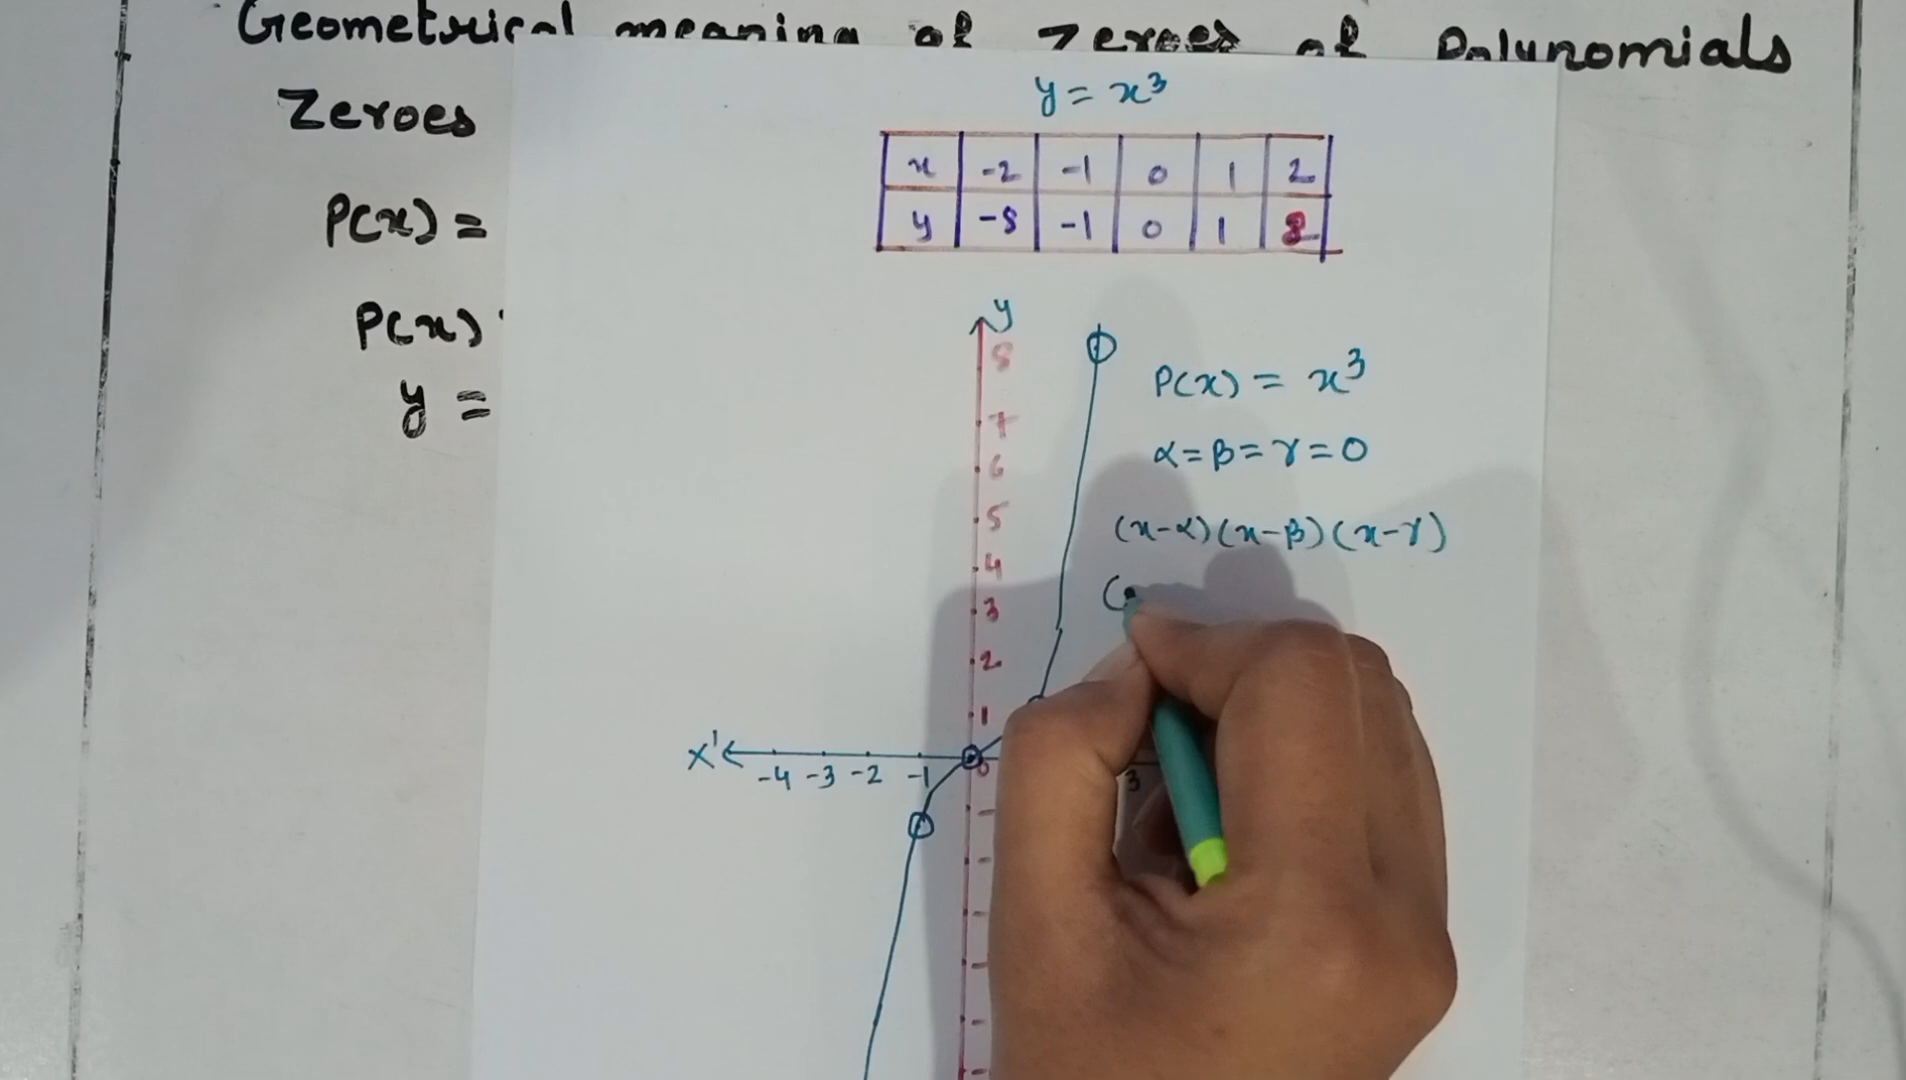 Geometrical meaning of Zeroes of Polynomials
Zeroes
P(x) =
P(x)
y =
y = x³
x -2 -1 0 1 2
y -8 -1 0 1 8
y
8
7
6
5
4
3
2
1
X' -4 -3 -2 -1 0 3
P(x) = x³
α = β = γ = 0
(x-α)(x-β)(x-γ)
(